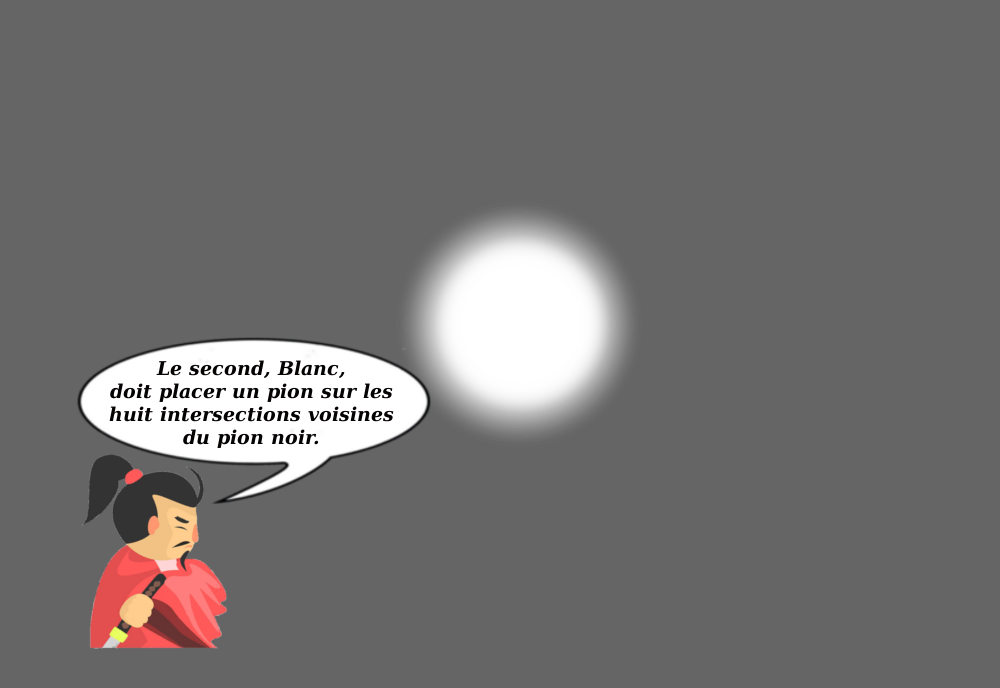 Le second, Blanc,
doit placer un pion sur les
huit intersections voisines
du pion noir.